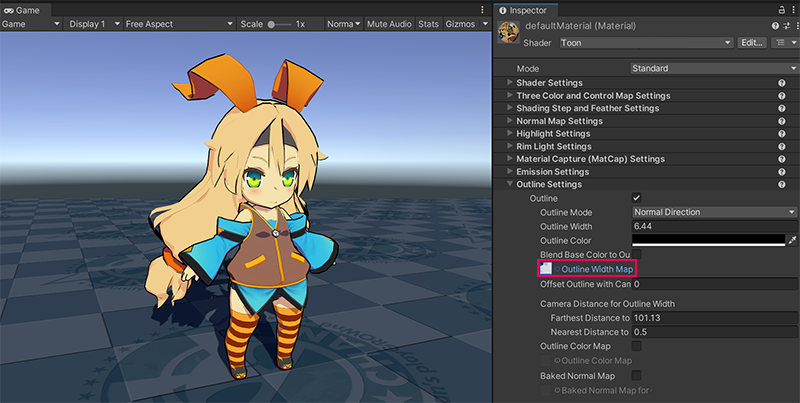 Game
Game
Display 1
Free Aspect
Scale
1x
Norma
Mute Audio
Stats
Gizmos
Inspector
defaultMaterial (Material)
Shader
Toon
Edit...
Mode
Standard
Shader Settings
Three Color and Control Map Settings
Shading Step and Feather Settings
Normal Map Settings
Highlight Settings
Rim Light Settings
Material Capture (MatCap) Settings
Emission Settings
Outline Settings
Outline
Outline Mode
Normal Direction
Outline Width
6.44
Outline Color
Blend Base Color to Ou
Outline Width Map
Offset Outline with Cam
0
Camera Distance for Outline Width
Farthest Distance to
101.13
Nearest Distance to
0.5
Outline Color Map
Outline Color Map
Baked Normal Map
Baked Normal Map for